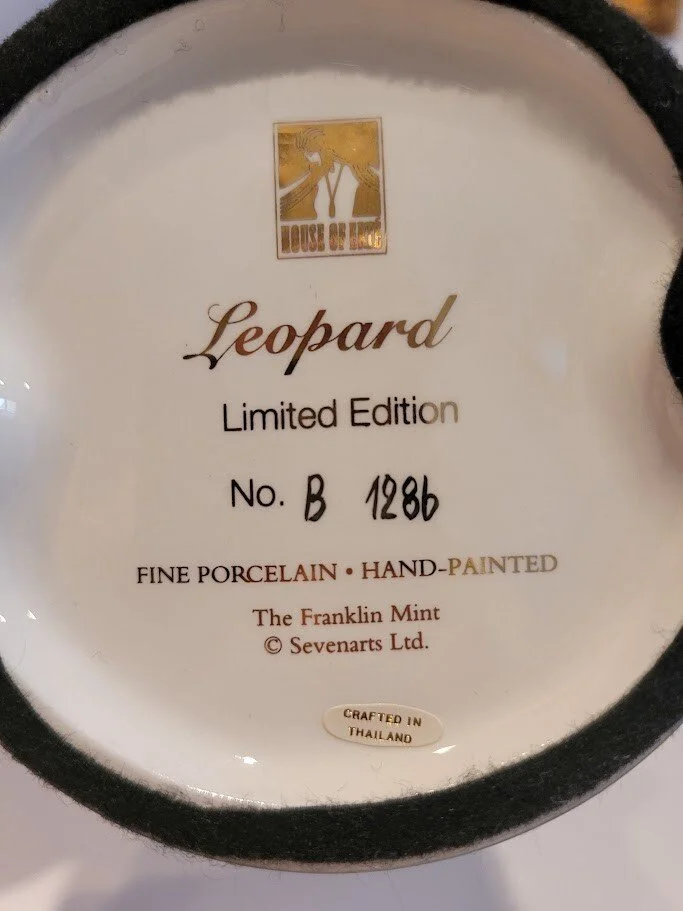 HOUSE OF ERTÉ
Leopard
Limited Edition
No. B 1286
FINE PORCELAIN • HAND-PAINTED
The Franklin Mint
© Sevenarts Ltd.
CRAFTED IN
THAILAND